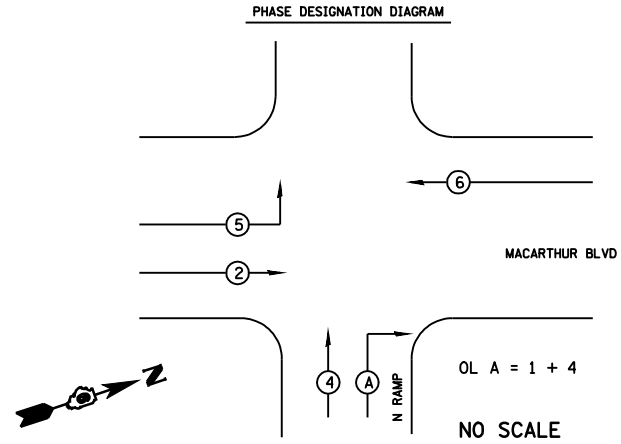 PHASE DESIGNATION DIAGRAM
6
5
MACARTHUR BLVD
2
OL A = 1 + 4
N
4
A
N RAMP
NO SCALE